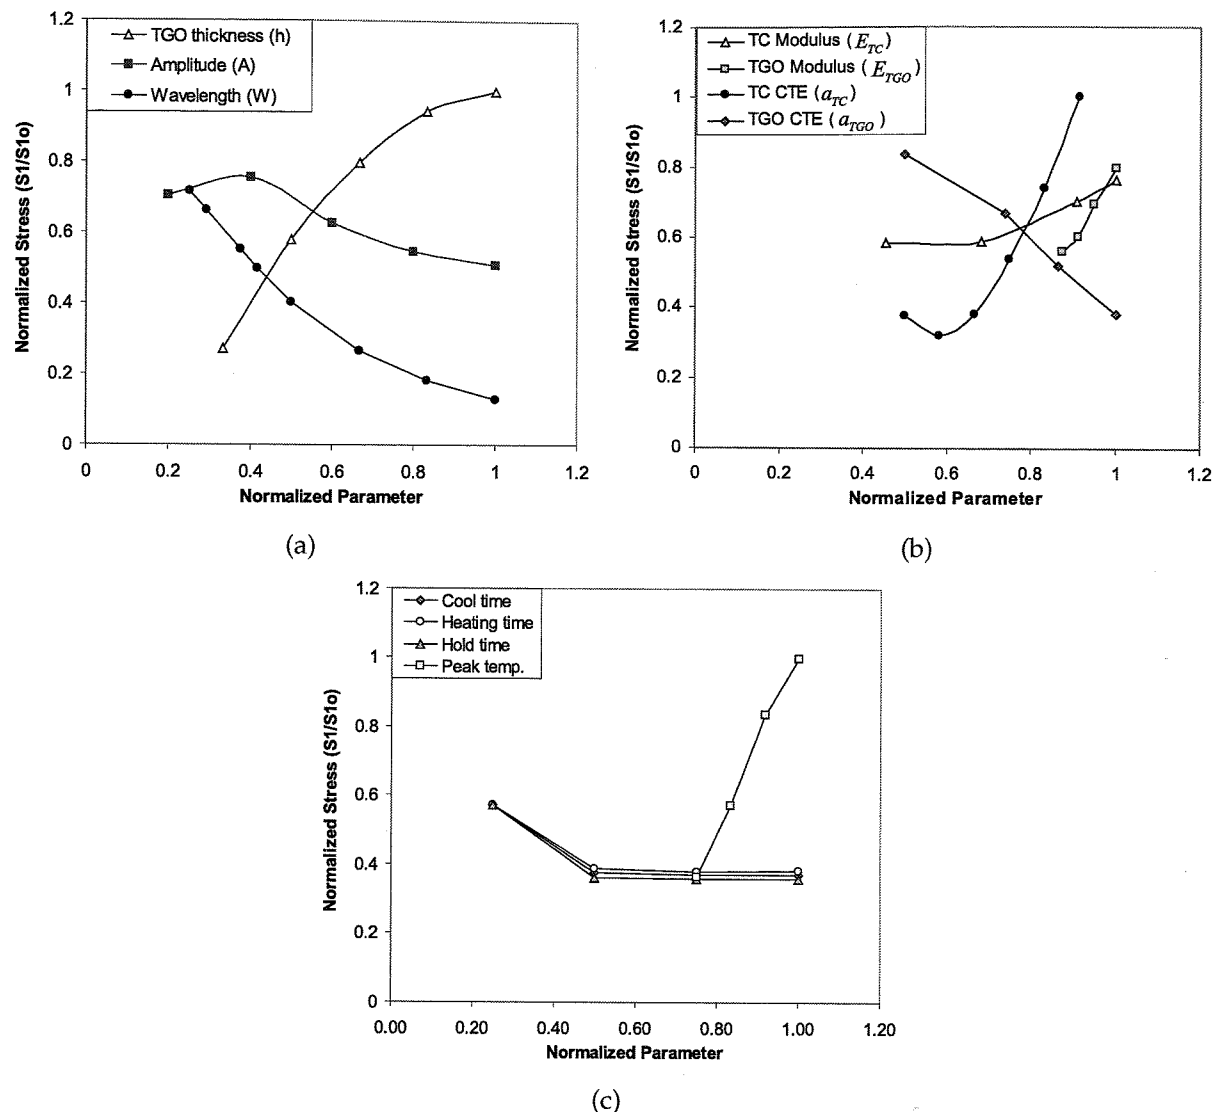 1.2
1
0.8
0.6
0.4
0.2
0
Normalized Stress (S1/S1o)
TGO thickness (h)
Amplitude (A)
Wavelength (W)
0 0.2 0.4 0.6 0.8 1 1.2
Normalized Parameter
(a)
1.2
1
0.8
0.6
0.4
0.2
0
Normalized Stress (S1/S1o)
TC Modulus (E_TC)
TGO Modulus (E_TGO)
TC CTE (a_TC)
TGO CTE (a_TGO)
0 0.2 0.4 0.6 0.8 1 1.2
Normalized Parameter
(b)
1.2
1
0.8
0.6
0.4
0.2
0
Normalized Stress (S1/S1o)
Cool time
Heating time
Hold time
Peak temp.
0.00 0.20 0.40 0.60 0.80 1.00 1.20
Normalized Parameter
(c)